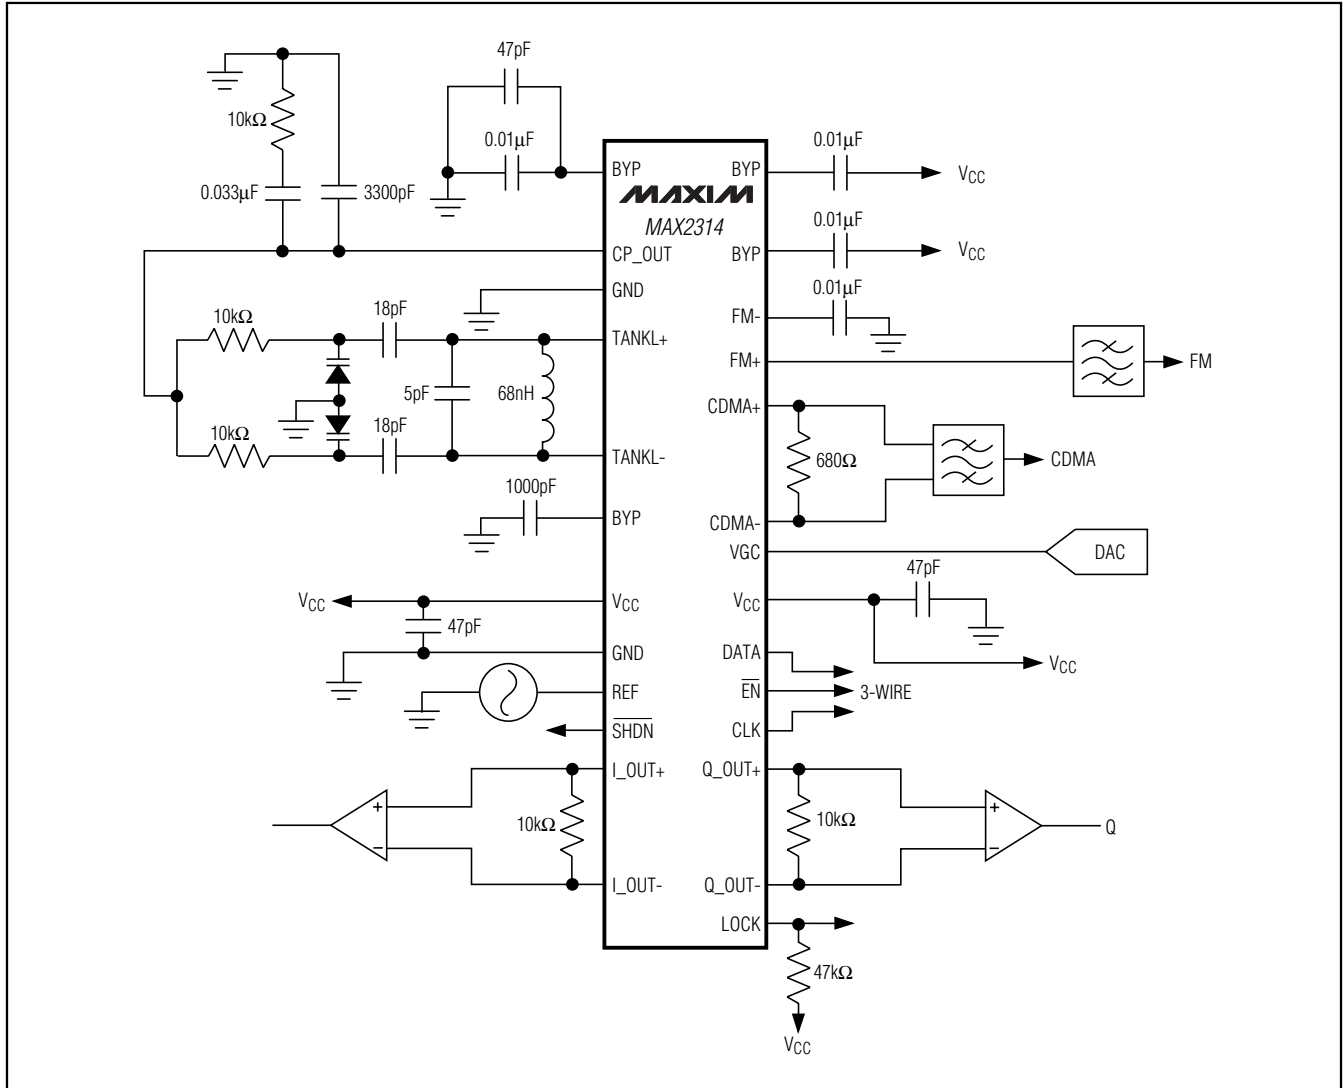 47pF
10kΩ
0.01µF
0.033µF
3300pF
BYP
CP_OUT
GND
10kΩ
18pF
TANKL+
5pF
68nH
10kΩ
18pF
TANKL-
1000pF
BYP
VCC
VCC
47pF
GND
REF
SHDN
I_OUT+
+
10kΩ
−
I_OUT-
MAXIM
MAX2314
BYP
0.01µF
VCC
BYP
0.01µF
VCC
FM-
0.01µF
FM+
FM
CDMA+
680Ω
CDMA
CDMA-
VGC
DAC
VCC
47pF
VCC
DATA
EN
3-WIRE
CLK
Q_OUT+
+
10kΩ
Q
−
Q_OUT-
LOCK
47kΩ
VCC